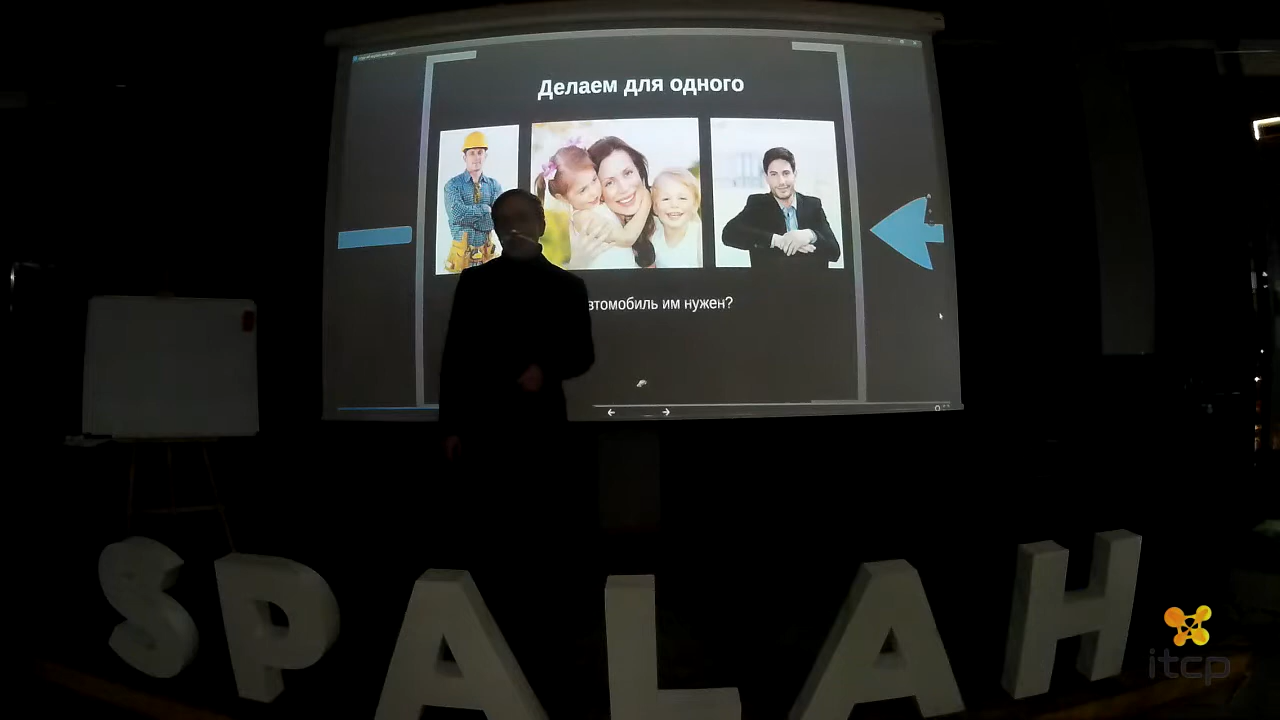 Делаем для одного
втомобиль им нужен?
SPALAH
itcp